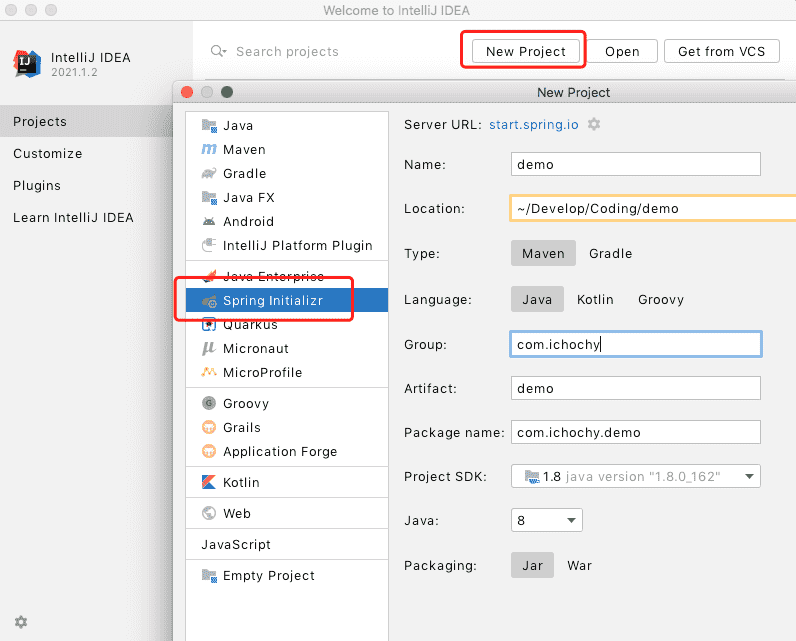 Welcome to IntelliJ IDEA
IntelliJ IDEA
2021.1.2
Search projects
New Project
Open
Get from VCS
Projects
Customize
Plugins
Learn IntelliJ IDEA
New Project
Java
Maven
Gradle
Java FX
Android
IntelliJ Platform Plugin
Java Enterprise
Spring Initializr
Quarkus
Micronaut
MicroProfile
Groovy
Grails
Application Forge
Kotlin
Web
JavaScript
Empty Project
Server URL: start.spring.io
Name: demo
Location: ~/Develop/Coding/demo
Type: Maven Gradle
Language: Java Kotlin Groovy
Group: com.ichochy
Artifact: demo
Package name: com.ichochy.demo
Project SDK: 1.8 java version "1.8.0_162"
Java: 8
Packaging: Jar War